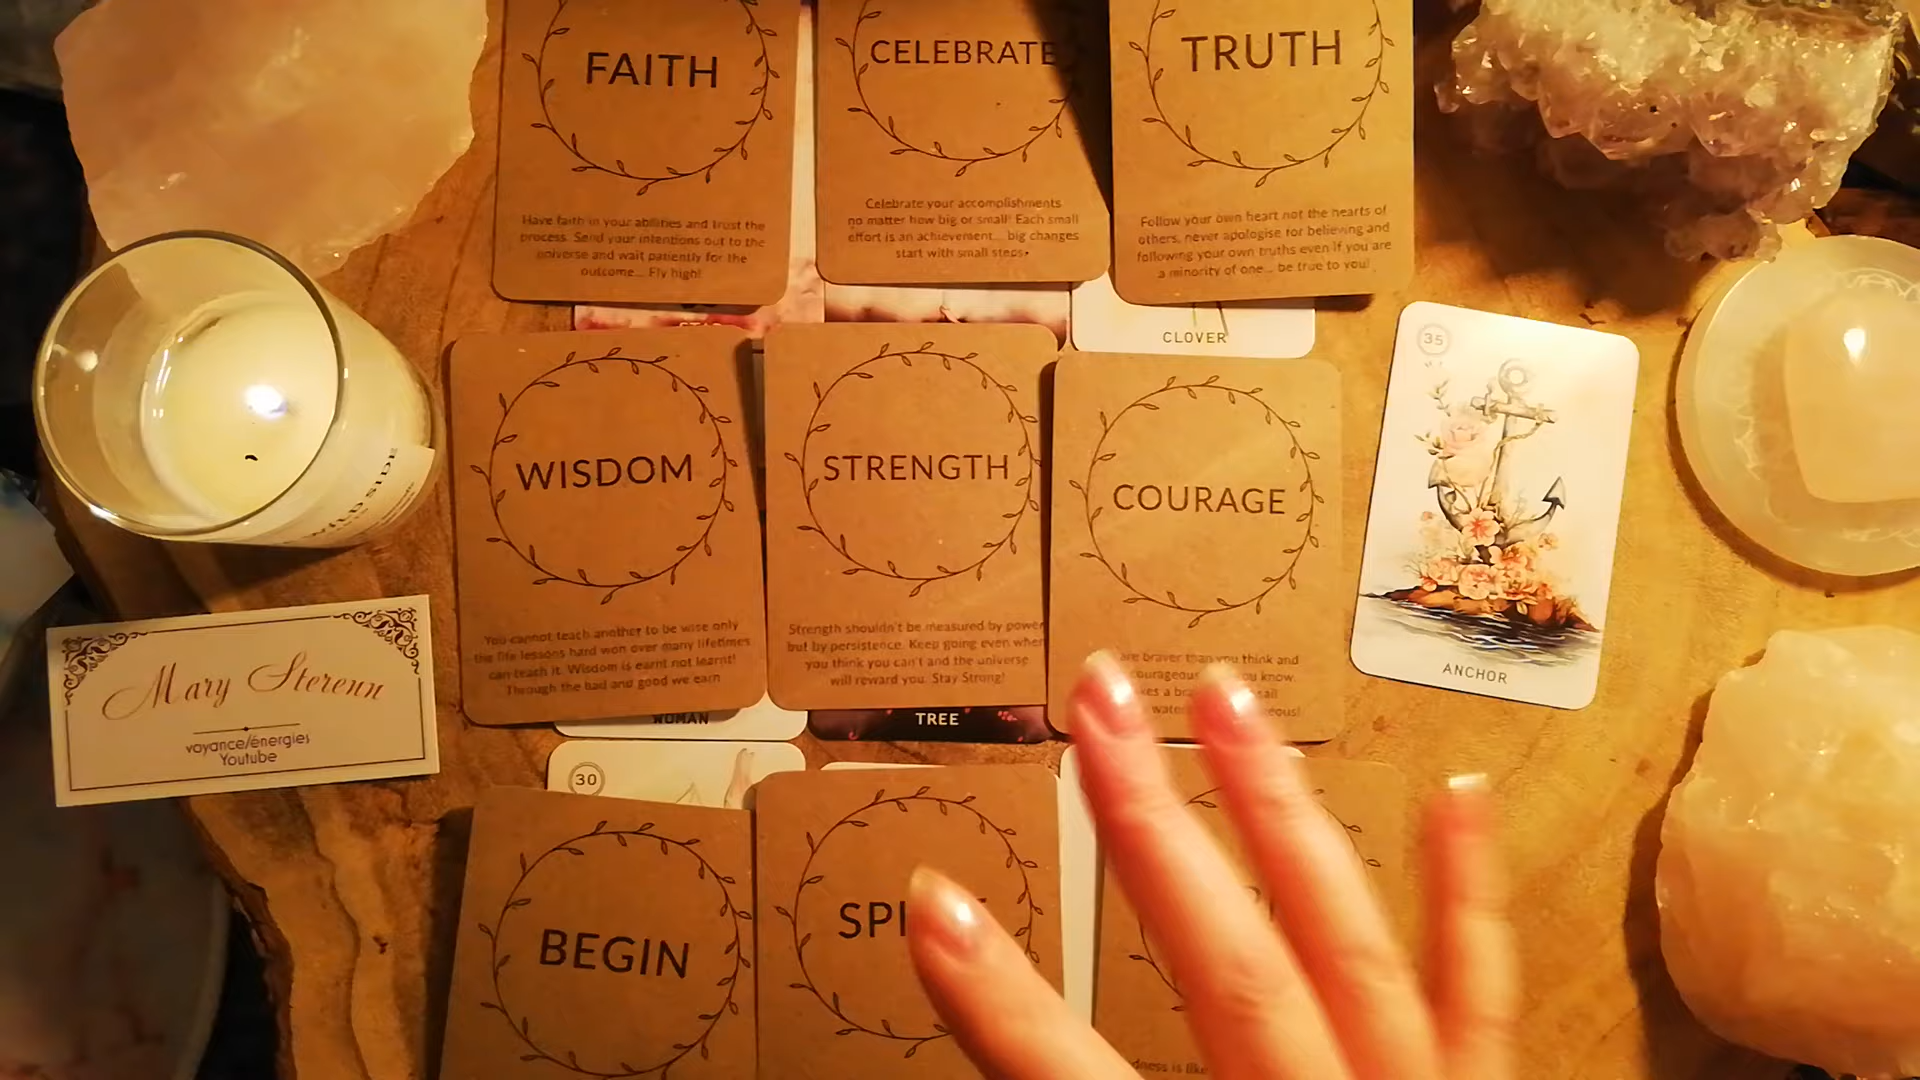 FAITH
Have faith in your abilities and trust the
process. Send your intentions out to the
universe and wait patiently for the
outcome... Fly high!
CELEBRATE
Celebrate your accomplishments
no matter how big or small! Each small
effort is an achievement... big changes
start with small steps.
TRUTH
Follow your own heart not the hearts of
others, never apologise for believing and
following your own truths even if you are
a minority of one... be true to you!
STAR
CLOVER
WISDOM
You cannot teach another to be wise only
the life lessons hard won over many lifetimes
can teach it. Wisdom is earnt not learnt!
Through the bad and good we earn
STRENGTH
Strength shouldn't be measured by power
but by persistence. Keep going even when
you think you can't and the universe
will reward you. Stay Strong!
COURAGE
are braver than you think and
courageous you know.
35
ANCHOR
WILD SIDE
Mary Sterenn
voyance/énergies
Youtube
WOMAN
TREE
30
BEGIN
SPI